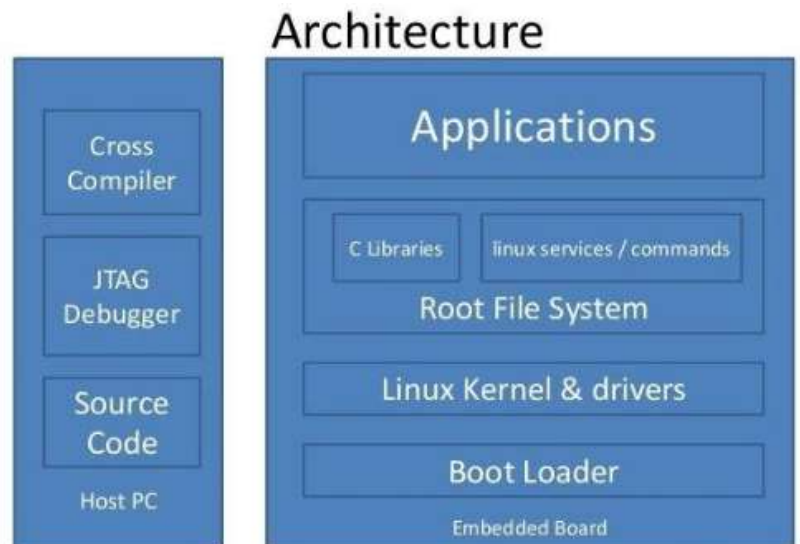 Architecture
Cross
Compiler
JTAG
Debugger
Source
Code
Host PC
Applications
C Libraries
linux services / commands
Root File System
Linux Kernel & drivers
Boot Loader
Embedded Board